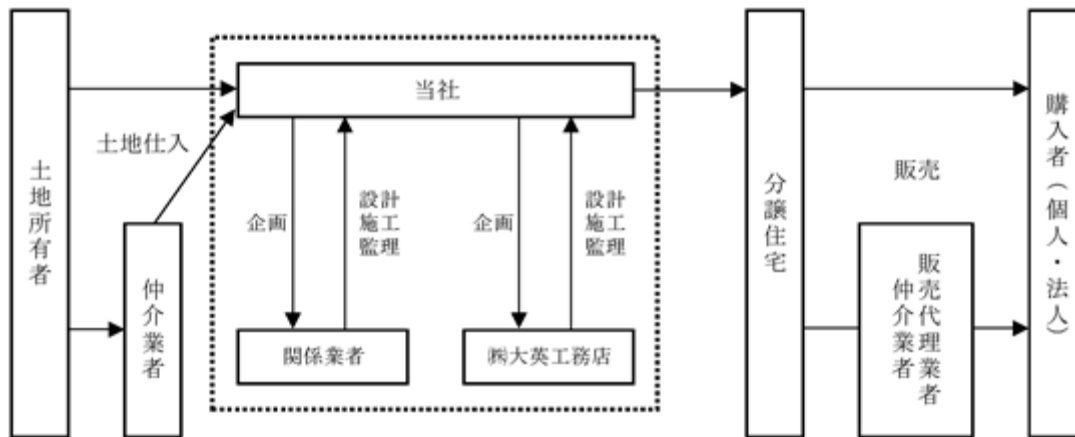 土地所有者
土地仕入
仲介業者
当社
企画
設計
施工
監理
企画
設計
施工
監理
関係業者
㈱大英工務店
分譲住宅
販売
販売代理業者
仲介業者
購入者（個人・法人）